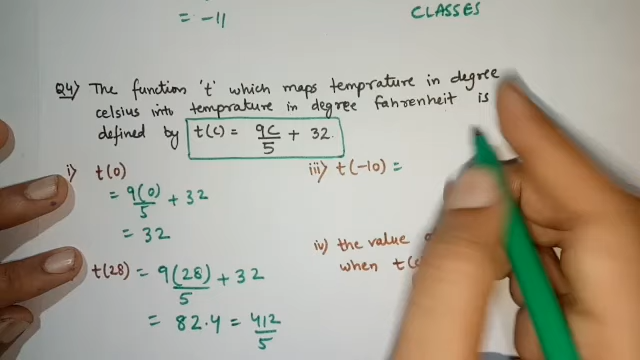 = -11
CLASSES
Q4) The function 't' which maps temprature in degree
celsius into temprature in degree fahrenheit is
defined by t(c) = 9C/5 + 32.
i) t(0)
= 9(0)/5 + 32
= 32
t(28) = 9(28)/5 + 32
= 82.4 = 412/5
iii) t(-10) =
iv) the value
when t(c